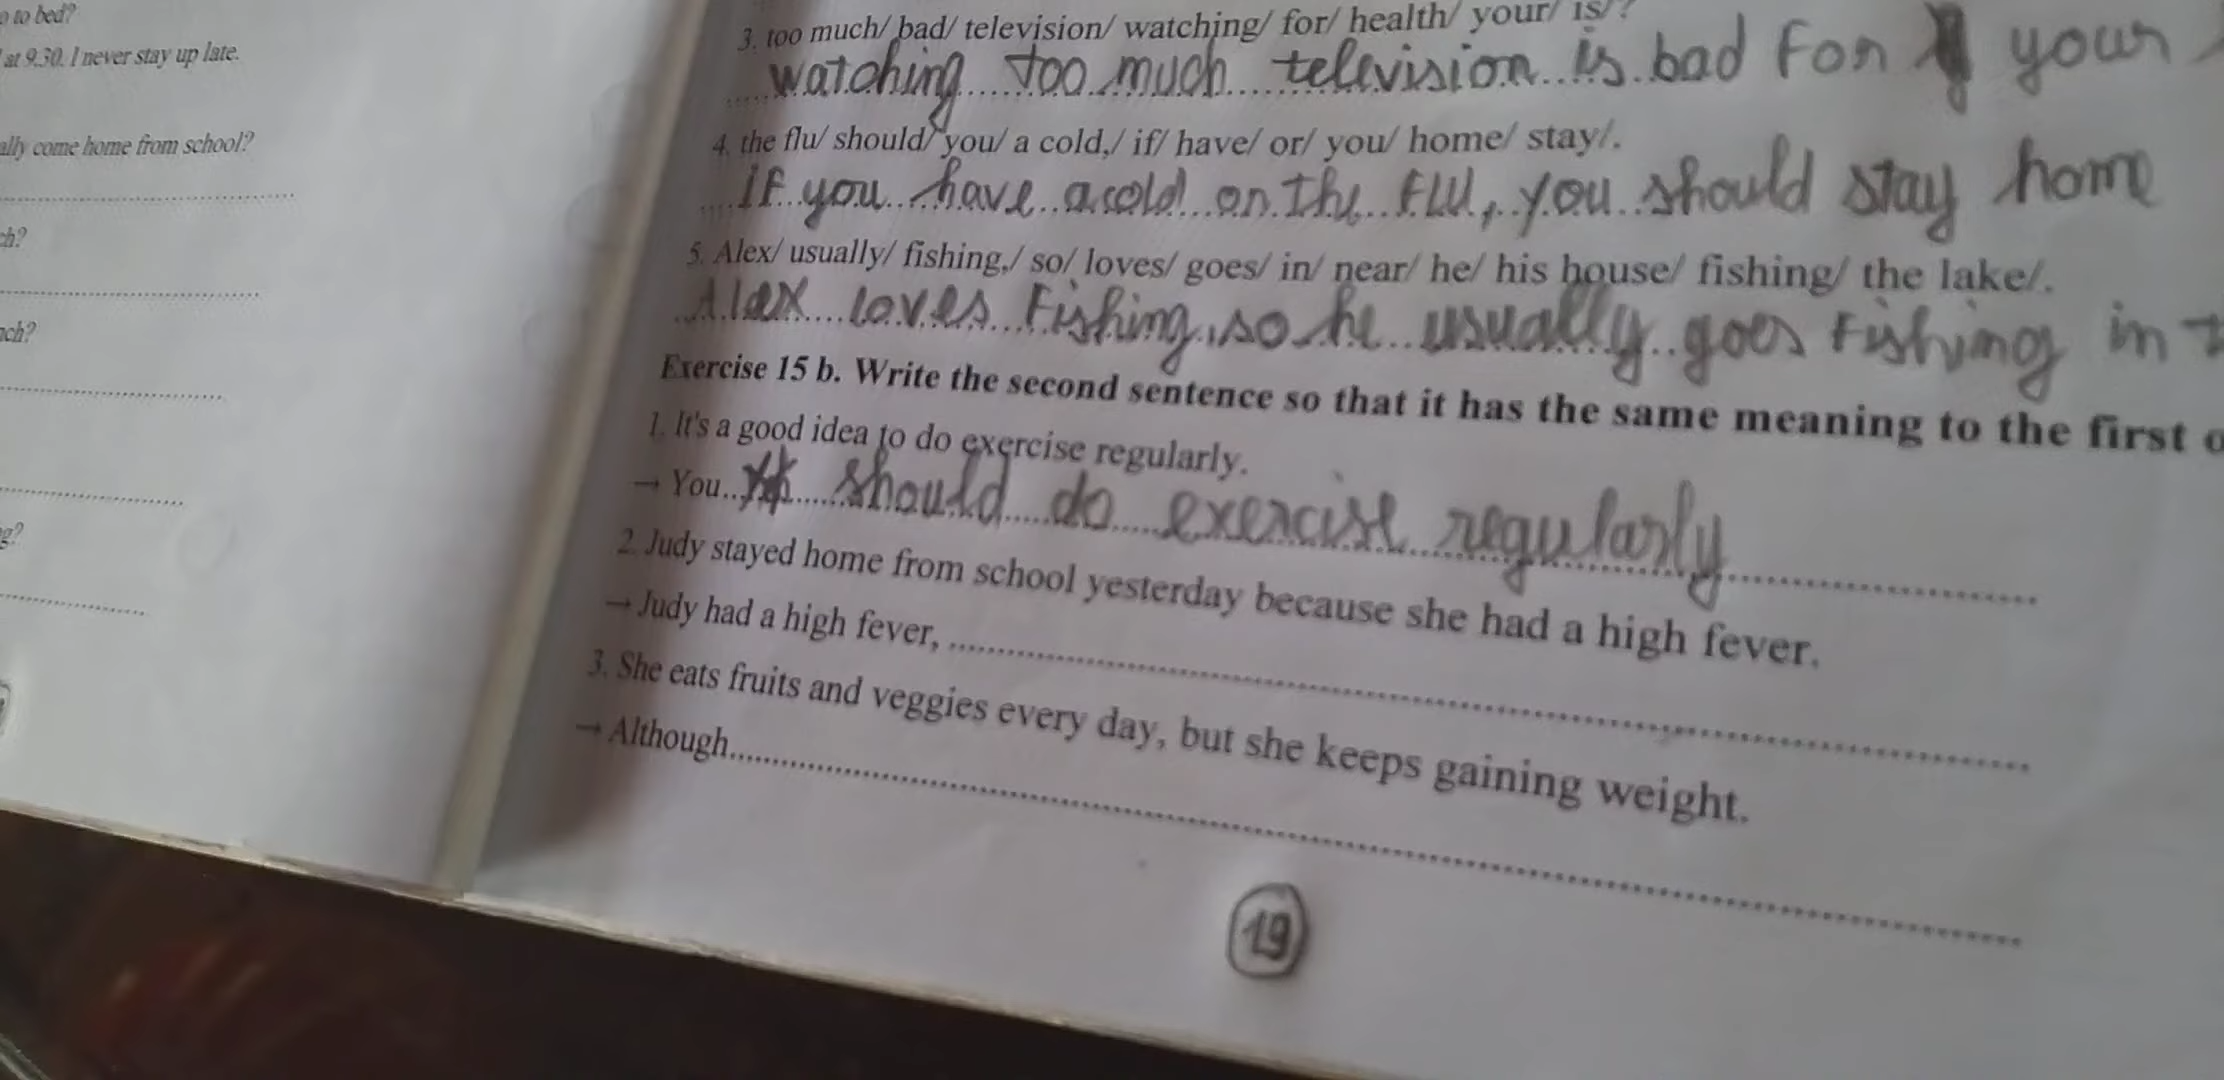 to bed?
at 9.30. I never stay up late.
ally come home from school?
ch?
ch?
g?
3. too much/ bad/ television/ watching/ for/ health/ your/ is/?
watching too much television is bad for your
4. the flu/ should/ you/ a cold,/ if/ have/ or/ you/ home/ stay/.
if you have a cold or the flu, you should stay home
5. Alex/ usually/ fishing,/ so/ loves/ goes/ in/ near/ he/ his house/ fishing/ the lake/.
Alex loves fishing, so he usually goes fishing in t
Exercise 15 b. Write the second sentence so that it has the same meaning to the first o
1. It's a good idea to do exercise regularly.
→ You should do exercise regularly
2. Judy stayed home from school yesterday because she had a high fever.
→ Judy had a high fever,
3. She eats fruits and veggies every day, but she keeps gaining weight.
→ Although
19